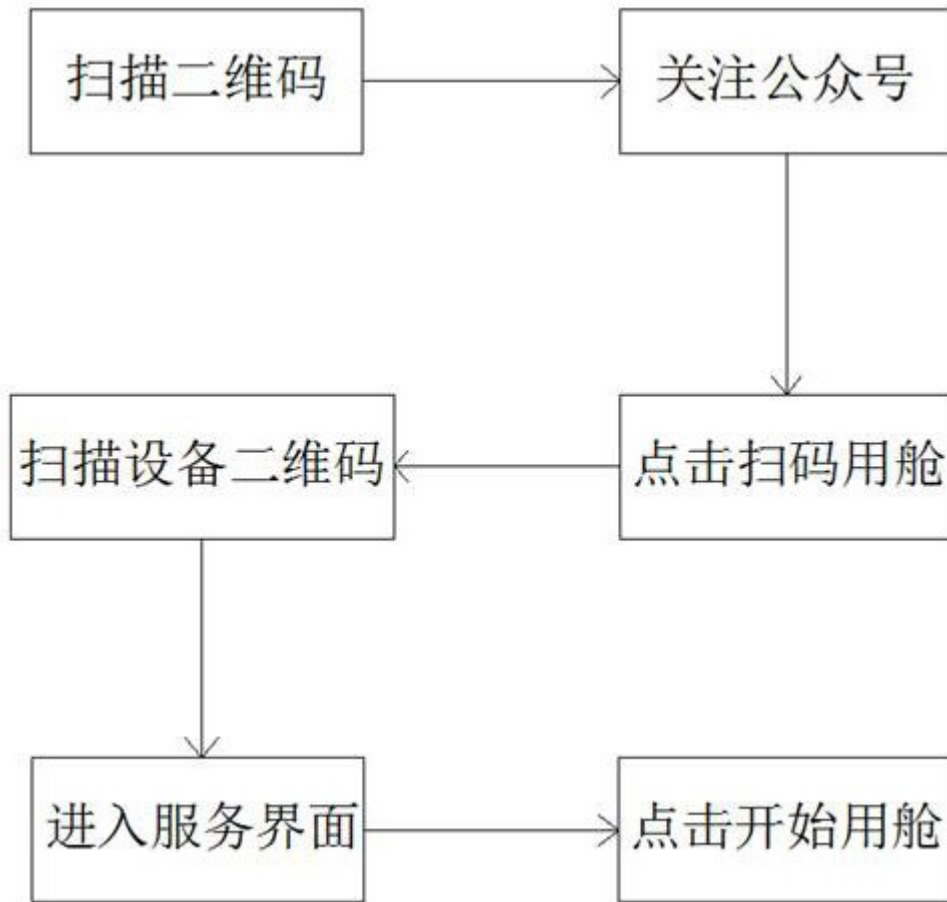 扫描二维码
关注公众号
点击扫码用舱
扫描设备二维码
进入服务界面
点击开始用舱